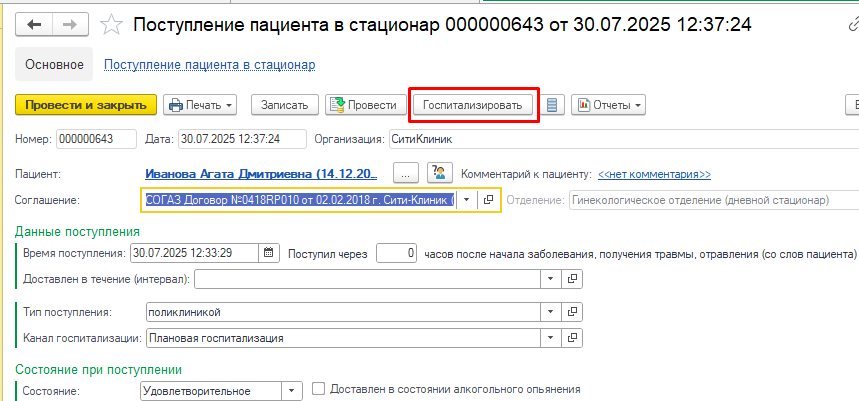 Поступление пациента в стационар 000000643 от 30.07.2025 12:37:24
Основное Поступление пациента в стационар
Провести и закрыть Печать Записать Провести Госпитализировать Отчеты
Номер: 000000643 Дата: 30.07.2025 12:37:24 Организация: СитиКлиник
Пациент: Иванова Агата Дмитриевна (14.12.20... ... Комментарий к пациенту: <<нет комментария>>
Соглашение: СОГАЗ Договор №0418RP010 от 02.02.2018 г. Сити-Клиник ( Отделение: Гинекологическое отделение (дневной стационар)
Данные поступления
Время поступления: 30.07.2025 12:33:29 Поступил через 0 часов после начала заболевания, получения травмы, отравления (со слов пациента)
Доставлен в течение (интервал):
Тип поступления: поликлиникой
Канал госпитализации: Плановая госпитализация
Состояние при поступлении
Состояние: Удовлетворительное Доставлен в состоянии алкогольного опьянения